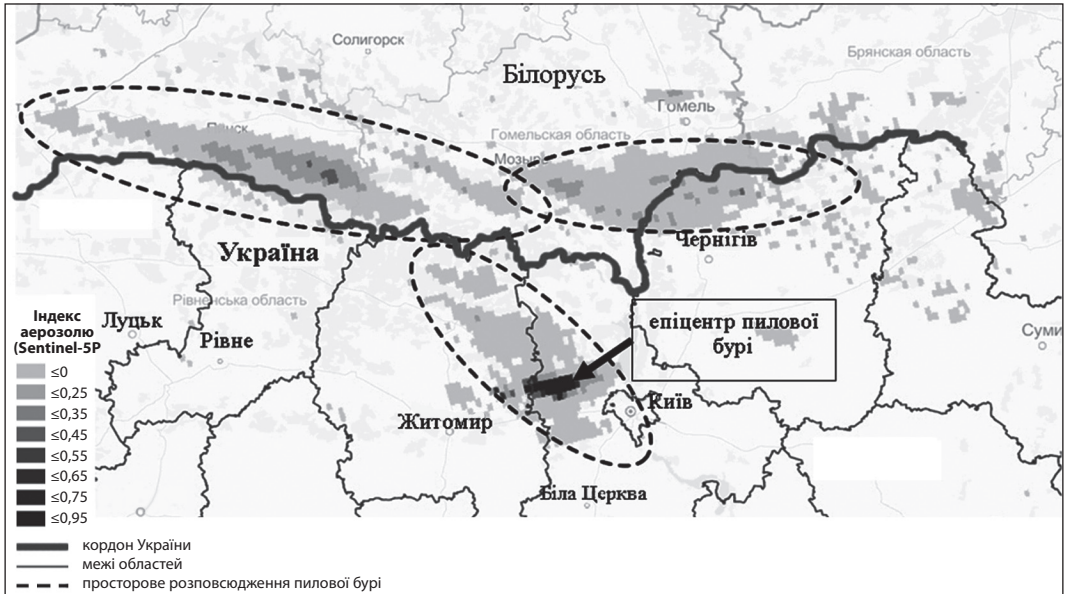 Солигорск
Білорусь
Брянская область
Гомель
Пинск
Гомельская область
Мозырь
Україна
Чернігів
Рівненська область
Індекс
аерозолю
(Sentinel-5P
≤0
≤0,25
≤0,35
≤0,45
≤0,55
≤0,65
≤0,75
≤0,95
Луцьк
Рівне
епіцентр пилової
бурі
Суми
Київ
Житомир
Біла Церква
кордон України
межі областей
просторове розповсюдження пилової бурі